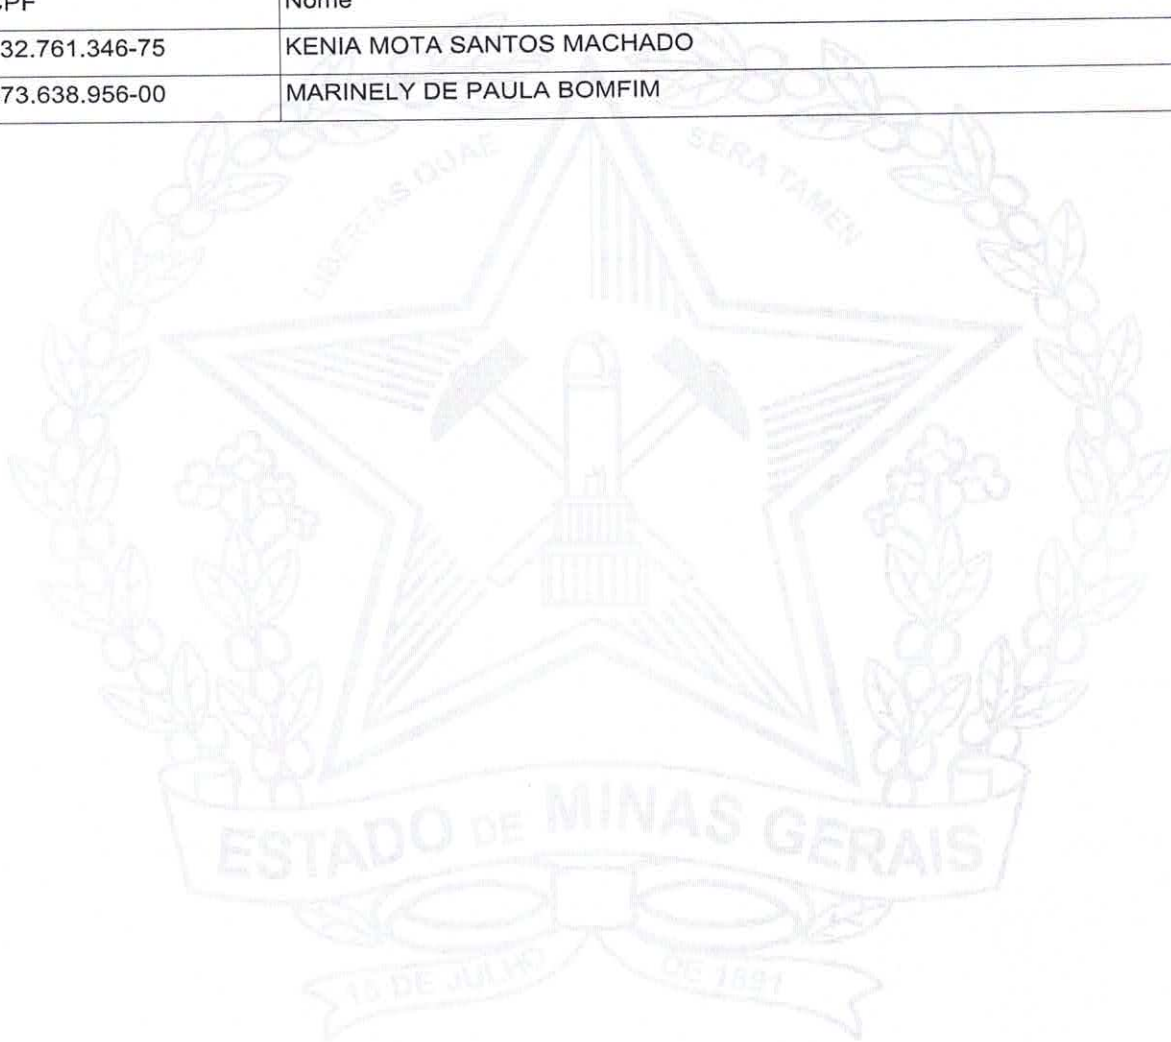 CPF Nome
32.761.346-75 KENIA MOTA SANTOS MACHADO
73.638.956-00 MARINELY DE PAULA BOMFIM
LIBERTAS QUAE SERA TAMEN
ESTADO DE MINAS GERAIS
15 DE JULHO DE 1891